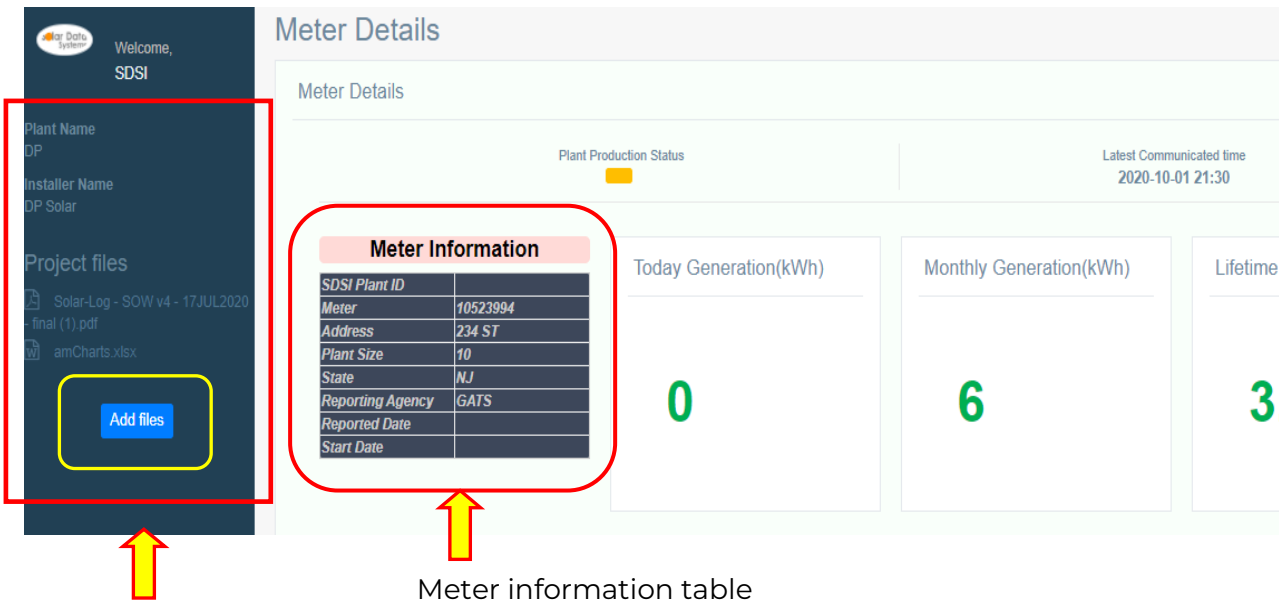 Solar Data
Systems
Welcome,
SDSI
Plant Name
DP
Installer Name
DP Solar
Project files
Solar-Log - SOW v4 - 17JUL2020
- final (1).pdf
amCharts.xlsx
Add files
Meter Details
Meter Details
Plant Production Status
Latest Communicated time
2020-10-01 21:30
Meter Information
SDSI Plant ID
Meter 10523994
Address 234 ST
Plant Size 10
State NJ
Reporting Agency GATS
Reported Date
Start Date
Today Generation(kWh)
0
Monthly Generation(kWh)
6
Lifetime
3
Meter information table